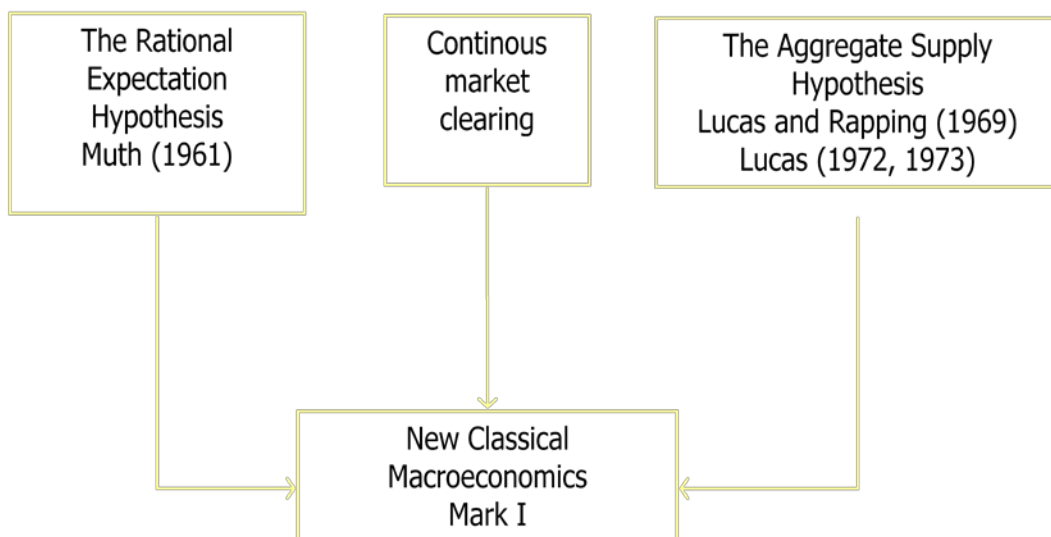 The Rational
Expectation
Hypothesis
Muth (1961)
Continous
market
clearing
The Aggregate Supply
Hypothesis
Lucas and Rapping (1969)
Lucas (1972, 1973)
New Classical
Macroeconomics
Mark I